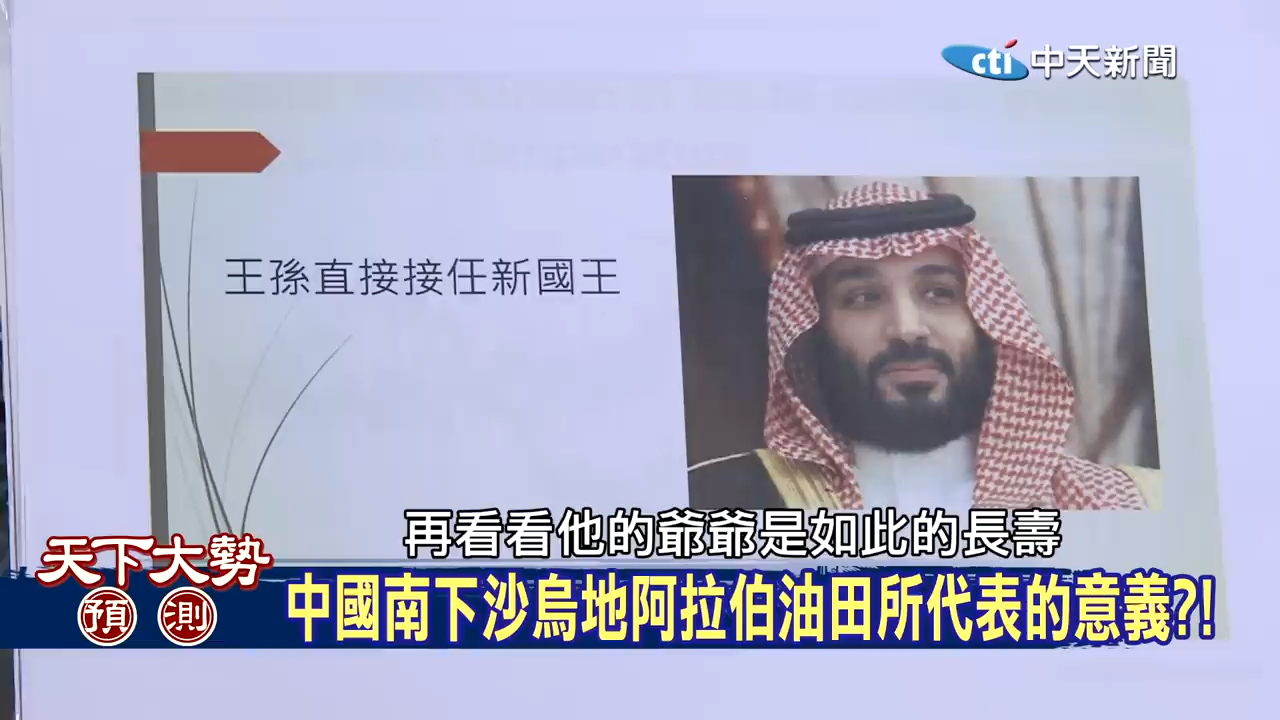 cti 中天新聞
王孫直接接任新國王
再看看他的爺爺是如此的長壽
天下大勢
預測
中國南下沙烏地阿拉伯油田所代表的意義?!